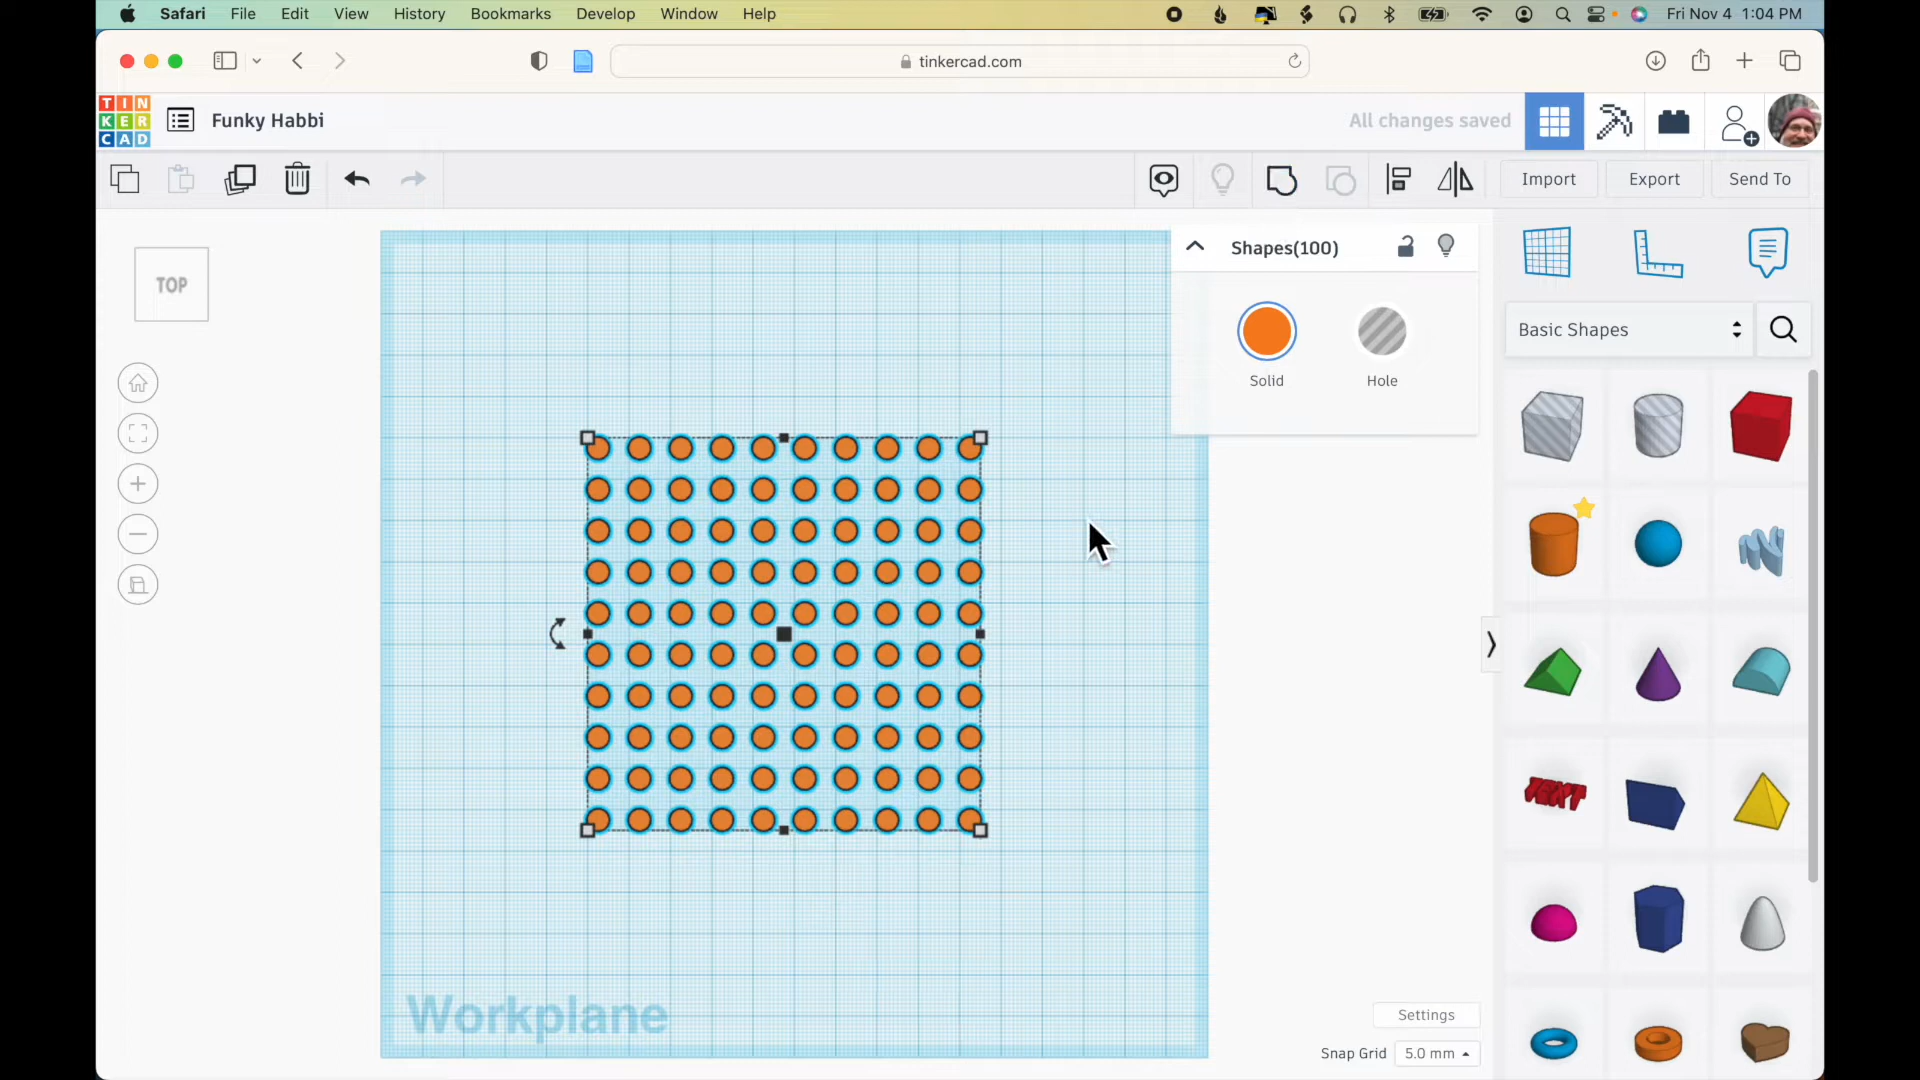 Safari File Edit View History Bookmarks Develop Window Help Fri Nov 4 1:04 PM
tinkercad.com
TIN
KER
CAD
Funky Habbi
All changes saved
Import Export Send To
TOP
Shapes(100)
Solid Hole
Basic Shapes
TEXT
Workplane
Settings
Snap Grid 5.0 mm